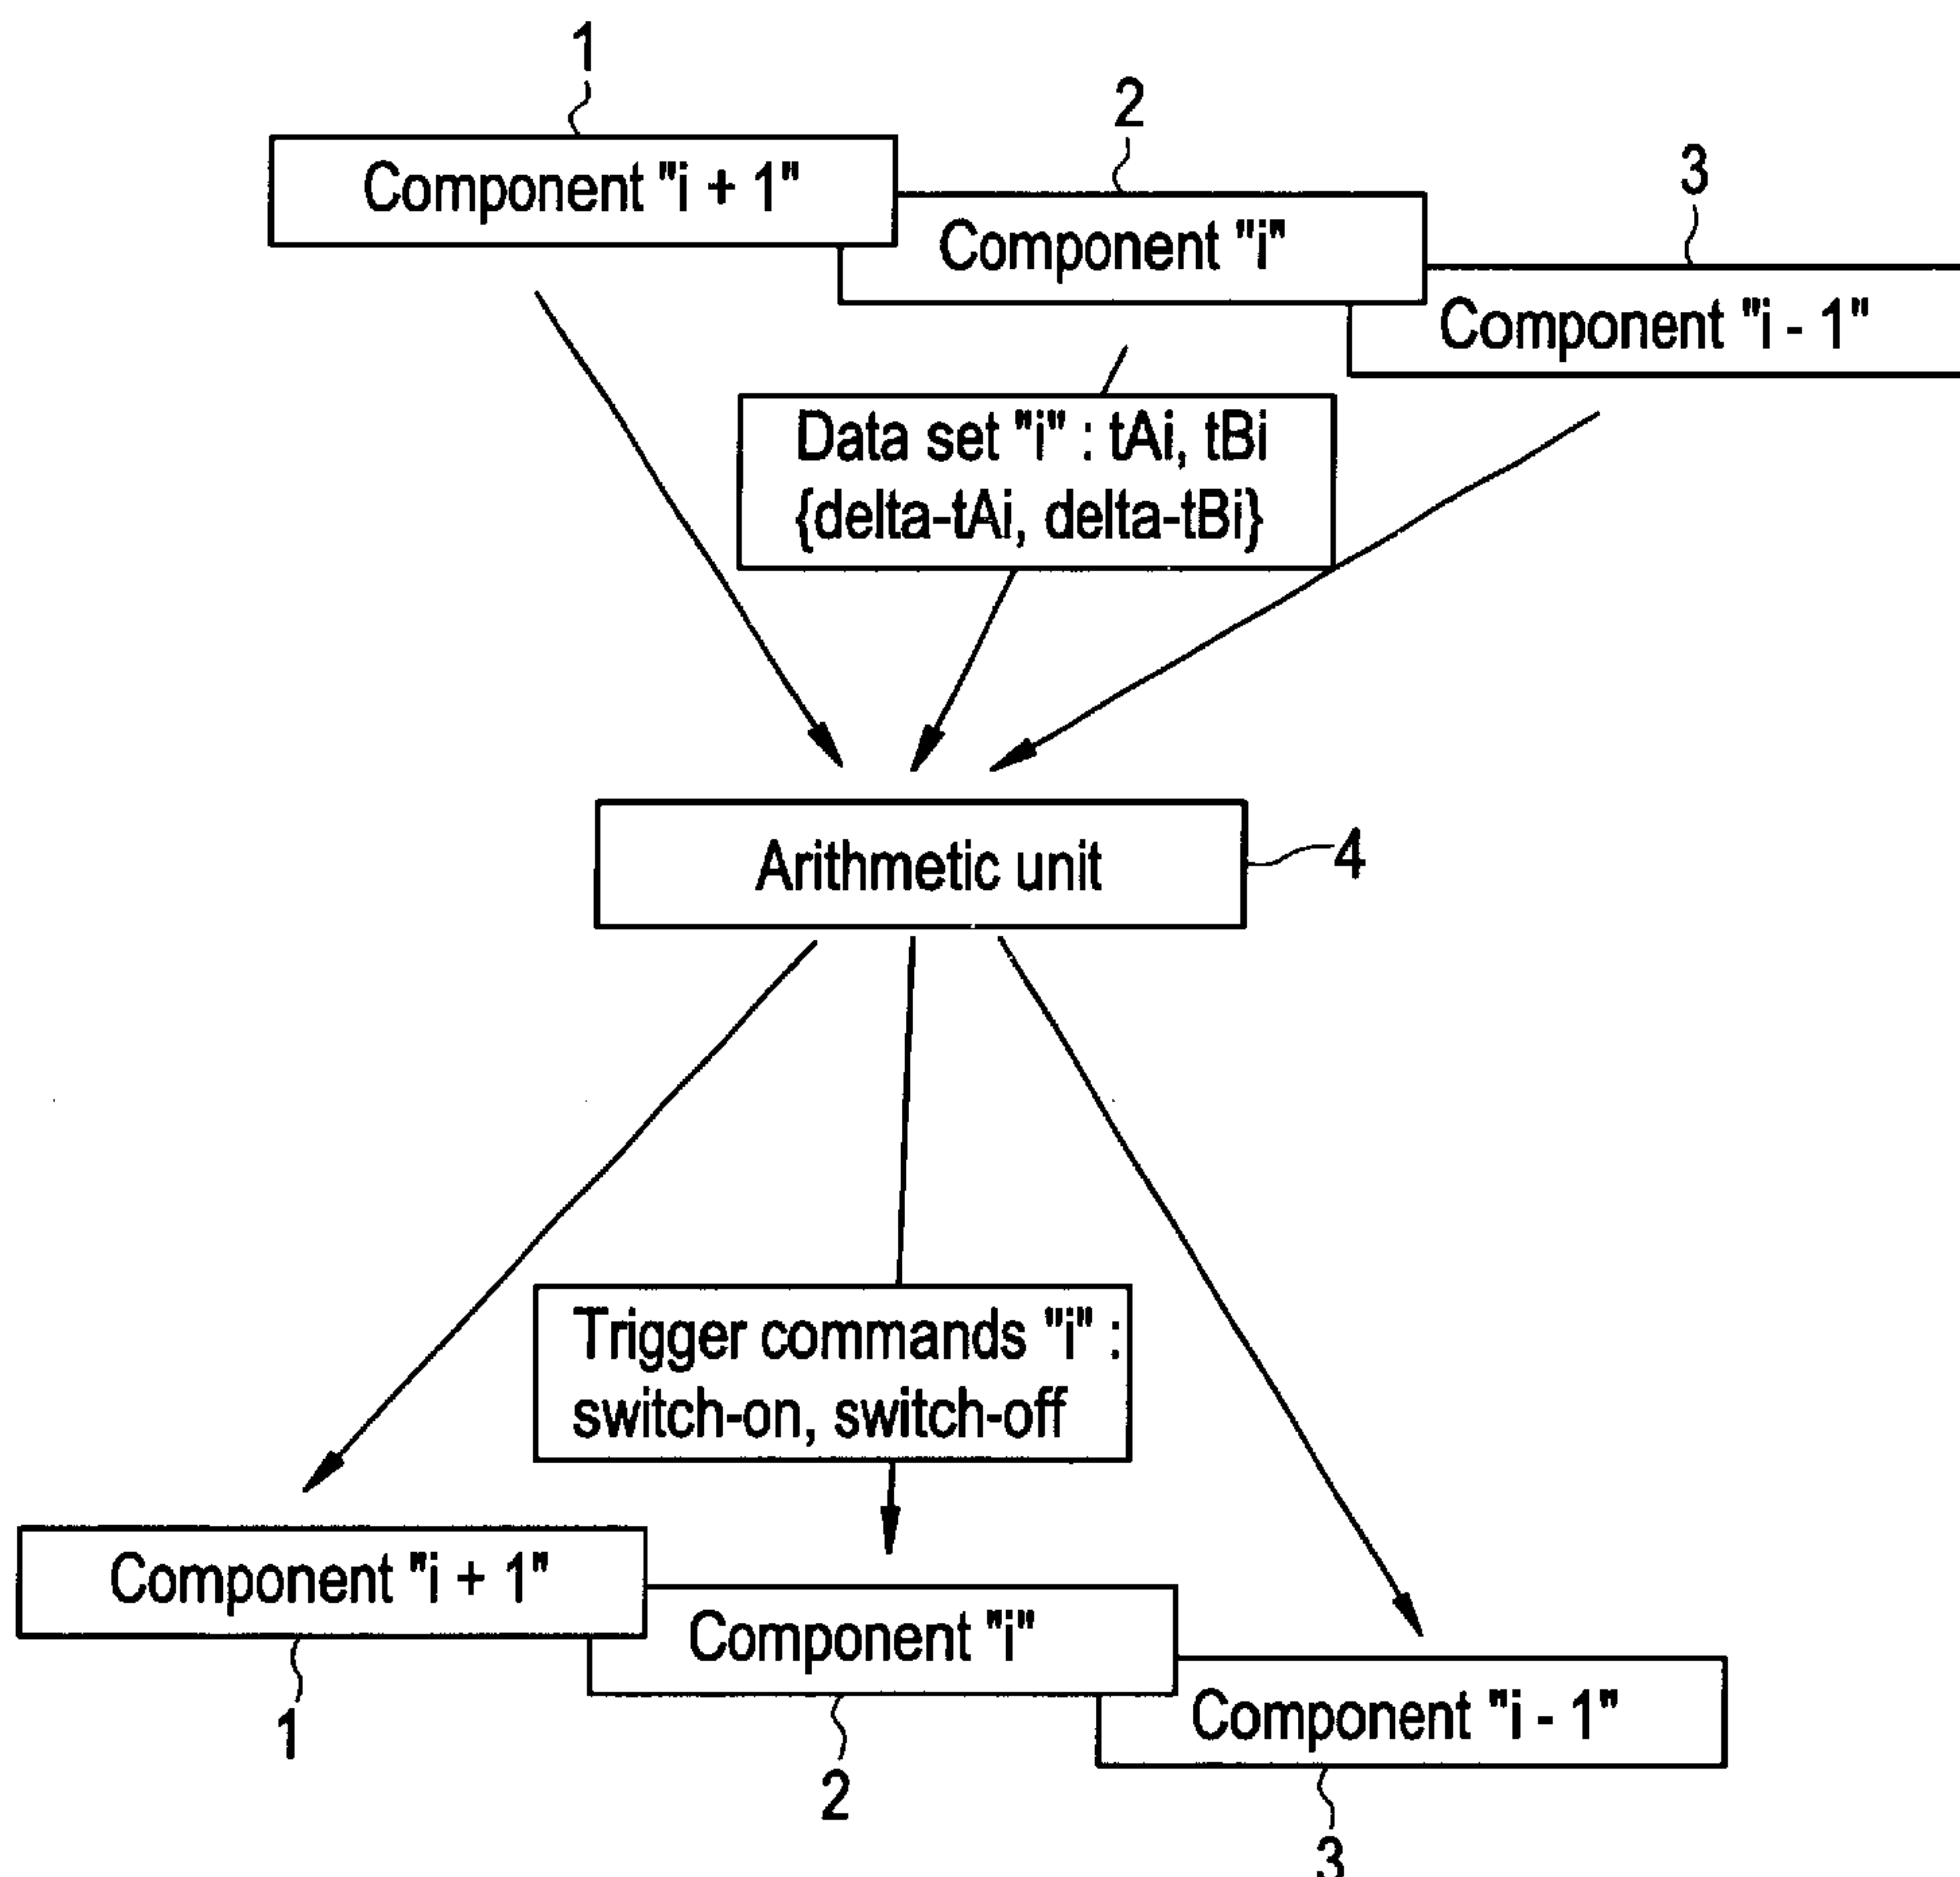 1
2
3
Component "i + 1"
Component "i"
Component "i - 1"
Data set "i" : tAi, tBi
{delta-tAi, delta-tBi}
Arithmetic unit
4
Trigger commands "i" :
switch-on, switch-off
Component "i + 1"
Component "i"
Component "i - 1"
1
2
3